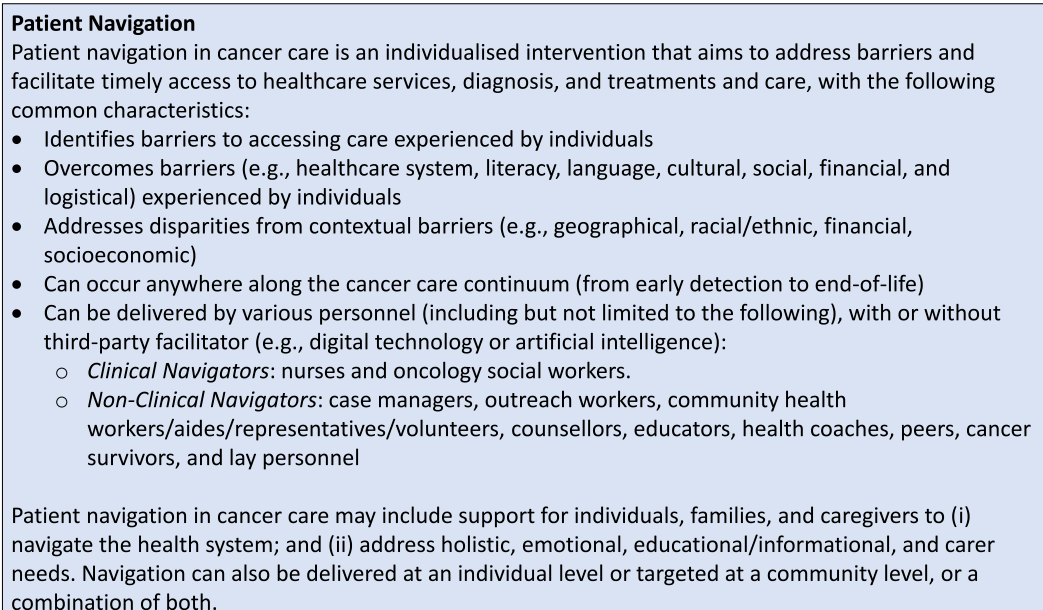 Patient Navigation
Patient navigation in cancer care is an individualised intervention that aims to address barriers and
facilitate timely access to healthcare services, diagnosis, and treatments and care, with the following
common characteristics:
• Identifies barriers to accessing care experienced by individuals
• Overcomes barriers (e.g., healthcare system, literacy, language, cultural, social, financial, and
logistical) experienced by individuals
• Addresses disparities from contextual barriers (e.g., geographical, racial/ethnic, financial,
socioeconomic)
• Can occur anywhere along the cancer care continuum (from early detection to end-of-life)
• Can be delivered by various personnel (including but not limited to the following), with or without
third-party facilitator (e.g., digital technology or artificial intelligence):
o Clinical Navigators: nurses and oncology social workers.
o Non-Clinical Navigators: case managers, outreach workers, community health
workers/aides/representatives/volunteers, counsellors, educators, health coaches, peers, cancer
survivors, and lay personnel
Patient navigation in cancer care may include support for individuals, families, and caregivers to (i)
navigate the health system; and (ii) address holistic, emotional, educational/informational, and carer
needs. Navigation can also be delivered at an individual level or targeted at a community level, or a
combination of both.